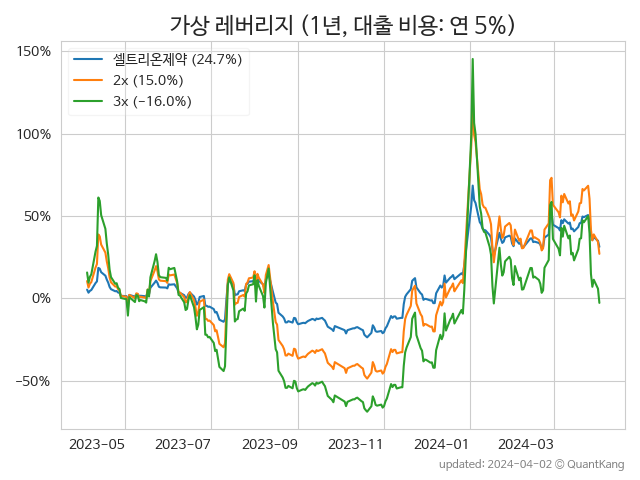 가상 레버리지 (1년, 대출 비용: 연 5%)
셀트리온제약 (24.7%)
2x (15.0%)
3x (−16.0%)
150%
100%
50%
0%
−50%
2023-05 2023-07 2023-09 2023-11 2024-01 2024-03
updated: 2024-04-02 © QuantKang